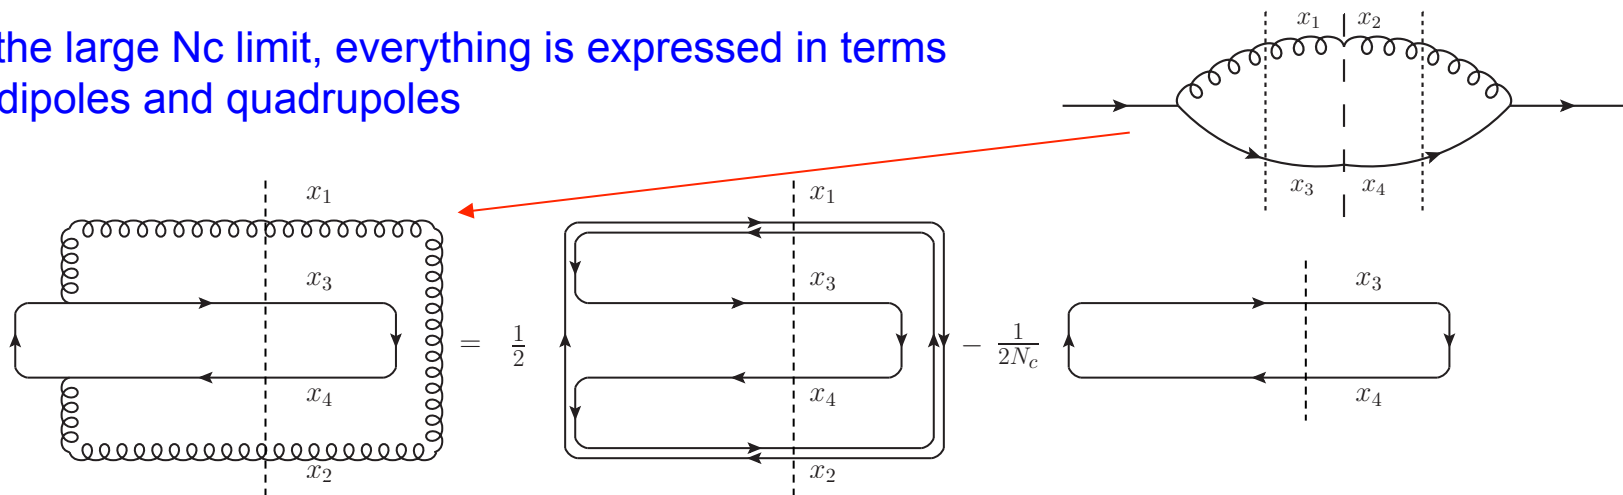 the large Nc limit, everything is expressed in terms
dipoles and quadrupoles
x₁ x₂
x₃ x₄
x₁
x₃
x₄
x₂
= 1/2
x₁
x₃
x₄
x₂
− 1/2N_c
x₃
x₄